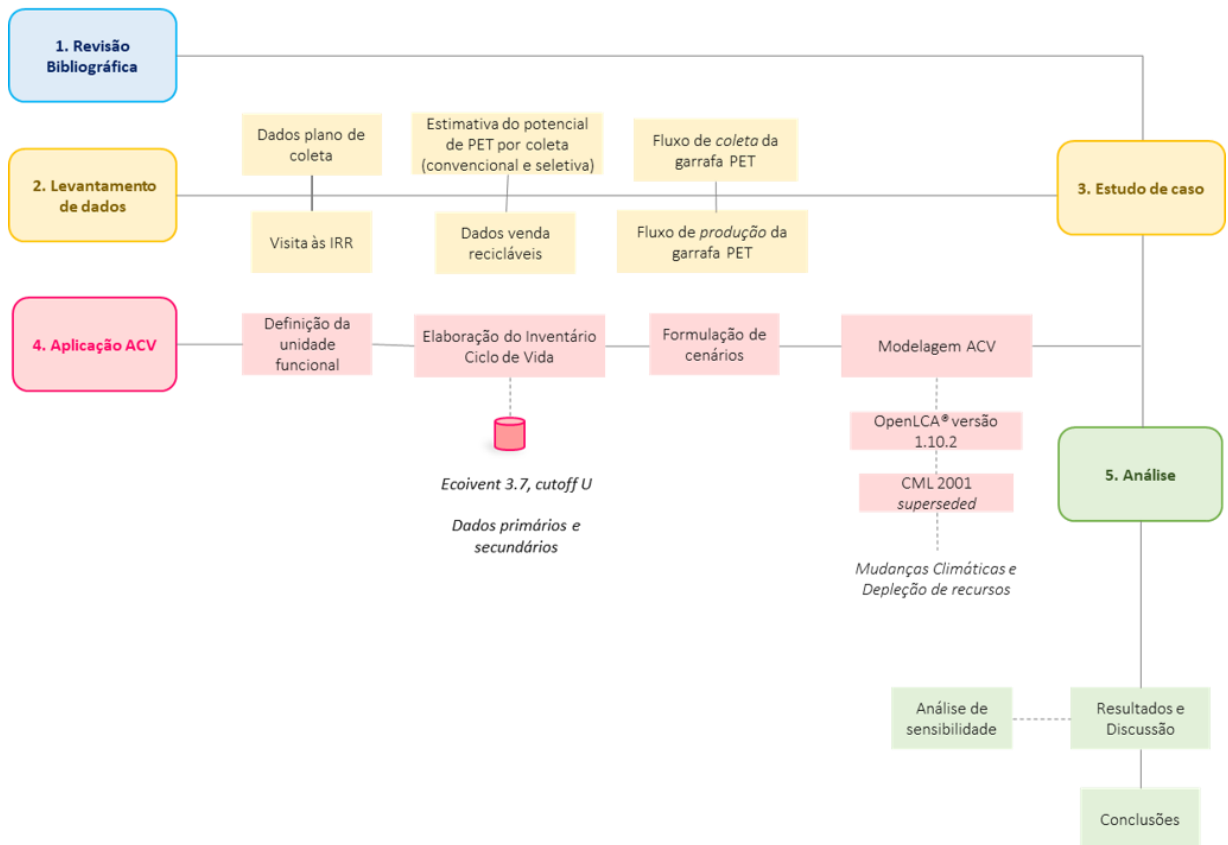 1. Revisão
Bibliográfica
Dados plano de
coleta
Estimativa do potencial
de PET por coleta
(convencional e seletiva)
Fluxo de coleta da
garrafa PET
2. Levantamento
de dados
3. Estudo de caso
Visita às IRR
Dados venda
recicláveis
Fluxo de produção da
garrafa PET
4. Aplicação ACV
Definição da
unidade
funcional
Elaboração do Inventário
Ciclo de Vida
Formulação de
cenários
Modelagem ACV
OpenLCA® versão
1.10.2
CML 2001
superseded
Mudanças Climáticas e
Depleção de recursos
Ecoivent 3.7, cutoff U
Dados primários e
secundários
5. Análise
Análise de
sensibilidade
Resultados e
Discussão
Conclusões